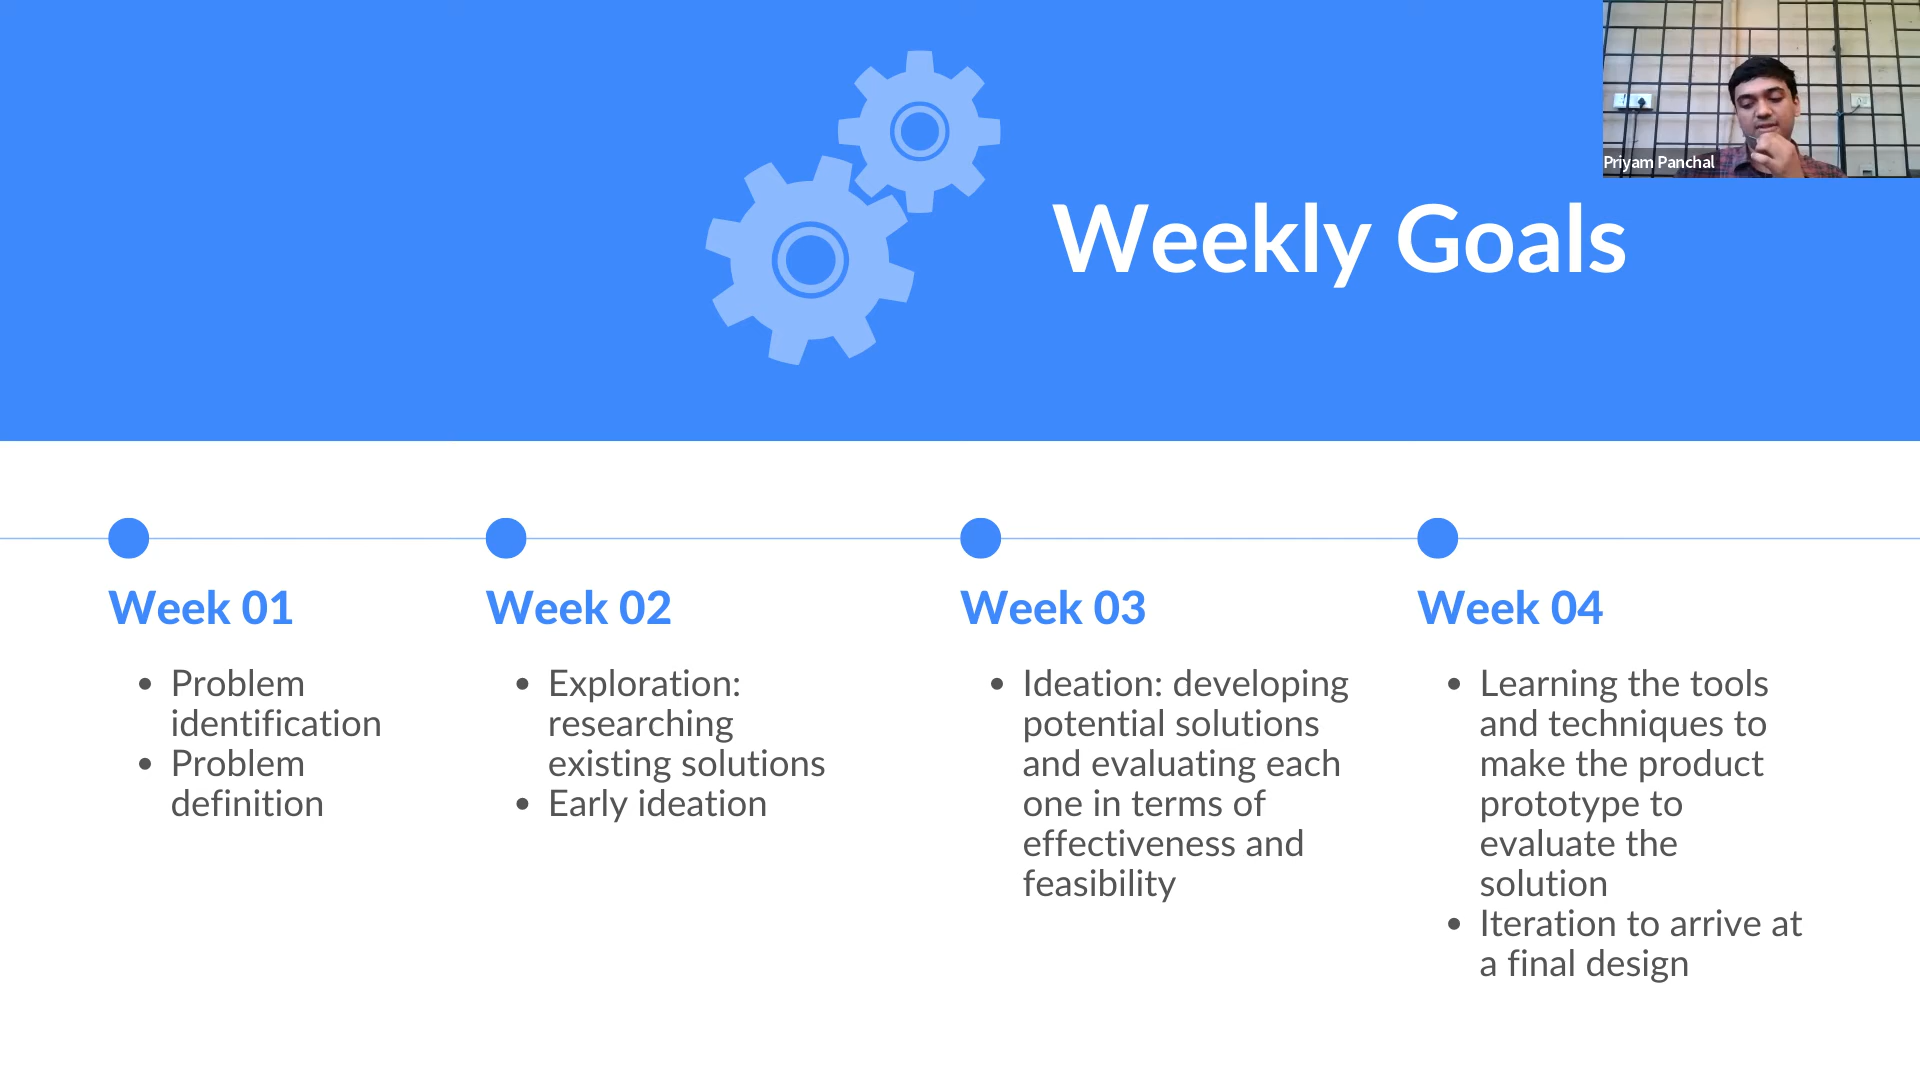 Priyam Panchal
Weekly Goals
Week 01
• Problem
identification
• Problem
definition
Week 02
• Exploration:
researching
existing solutions
• Early ideation
Week 03
• Ideation: developing
potential solutions
and evaluating each
one in terms of
effectiveness and
feasibility
Week 04
• Learning the tools
and techniques to
make the product
prototype to
evaluate the
solution
• Iteration to arrive at
a final design